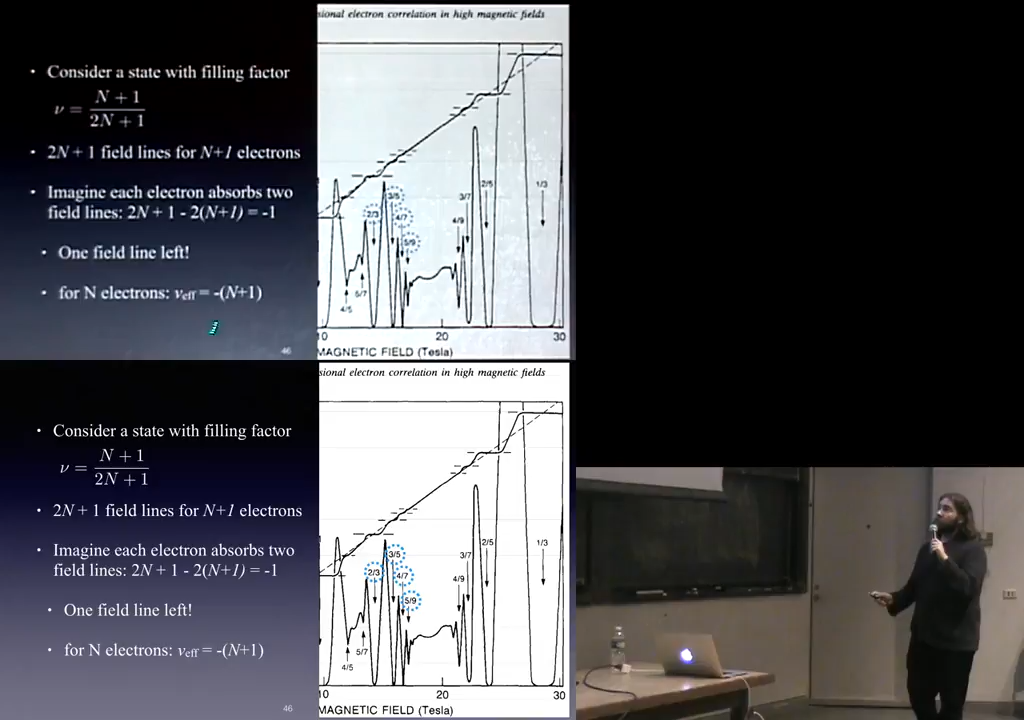 sional electron correlation in high magnetic fields
• Consider a state with filling factor
ν = N + 1 / 2N + 1
• 2N + 1 field lines for N+1 electrons
• Imagine each electron absorbs two
field lines: 2N + 1 - 2(N+1) = -1
• One field line left!
• for N electrons: νeff = -(N+1)
46
2/3
3/5
4/7
5/9
4/5
5/7
4/9
3/7
2/5
1/3
10 20 30
MAGNETIC FIELD (Tesla)
sional electron correlation in high magnetic fields
• Consider a state with filling factor
ν = N + 1 / 2N + 1
• 2N + 1 field lines for N+1 electrons
• Imagine each electron absorbs two
field lines: 2N + 1 - 2(N+1) = -1
• One field line left!
• for N electrons: νeff = -(N+1)
46
2/3
3/5
4/7
5/9
4/5
5/7
4/9
3/7
2/5
1/3
10 20 30
MAGNETIC FIELD (Tesla)